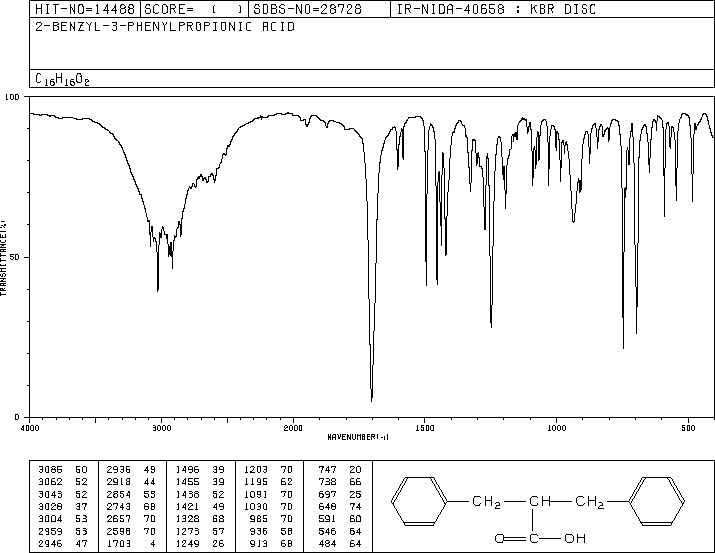 HIT-NO=14488 SCORE= ( ) SDBS-NO=28728 IR-NIDA-40658 : KBR DISC
2-BENZYL-3-PHENYLPROPIONIC ACID
C16H16O2
100
50
0
TRANSMITTANCE(%)
4000 3000 2000 1500 1000 500
WAVENUMBER(-1)
3086 60 2936 49 1496 39 1203 70 747 20
3062 52 2918 44 1455 39 1195 62 738 66
3043 52 2854 55 1438 52 1091 70 697 25
3028 37 2743 68 1421 49 1030 70 648 74
3004 53 2657 70 1328 68 985 70 591 60
2959 53 2598 70 1273 57 936 58 546 64
2946 47 1703 4 1249 26 913 68 484 64
CH2 CH CH2
O C OH